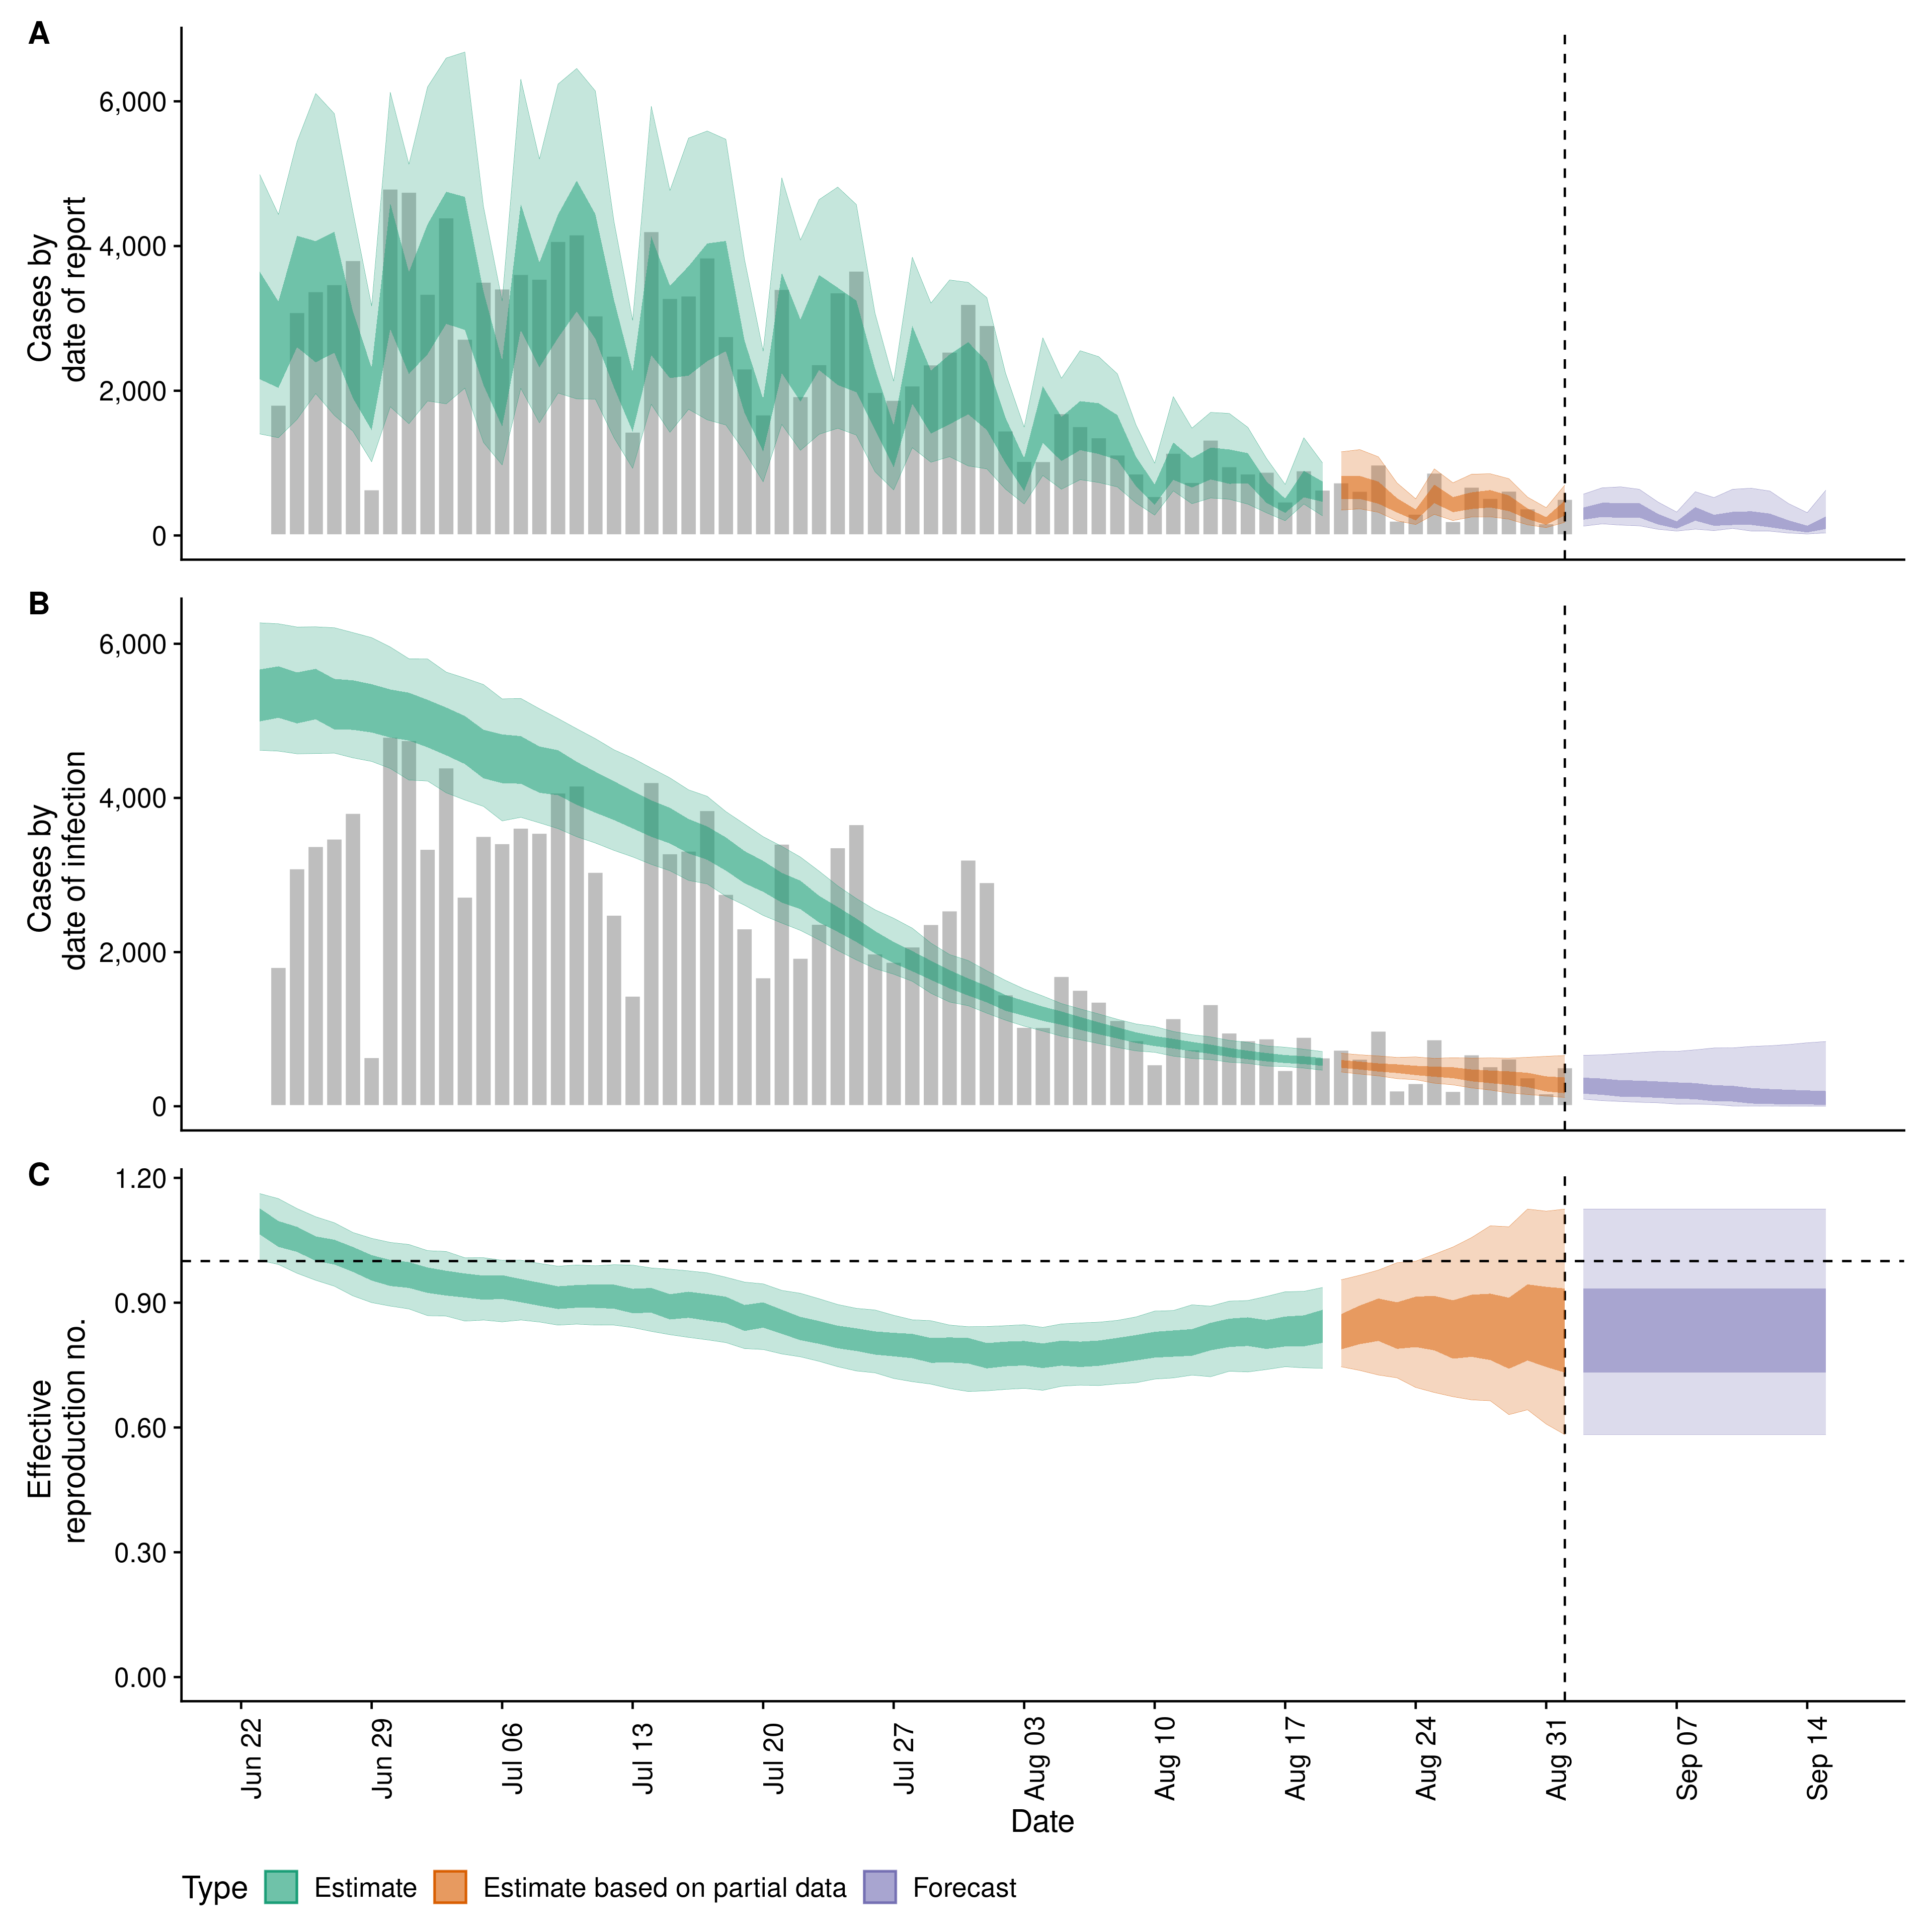 A
Cases by
date of report
6,000
4,000
2,000
0
B
Cases by
date of infection
6,000
4,000
2,000
0
C
Effective
reproduction no.
1.20
0.90
0.60
0.30
0.00
Jun 22
Jun 29
Jul 06
Jul 13
Jul 20
Jul 27
Aug 03
Aug 10
Aug 17
Aug 24
Aug 31
Sep 07
Sep 14
Date
Type Estimate Estimate based on partial data Forecast